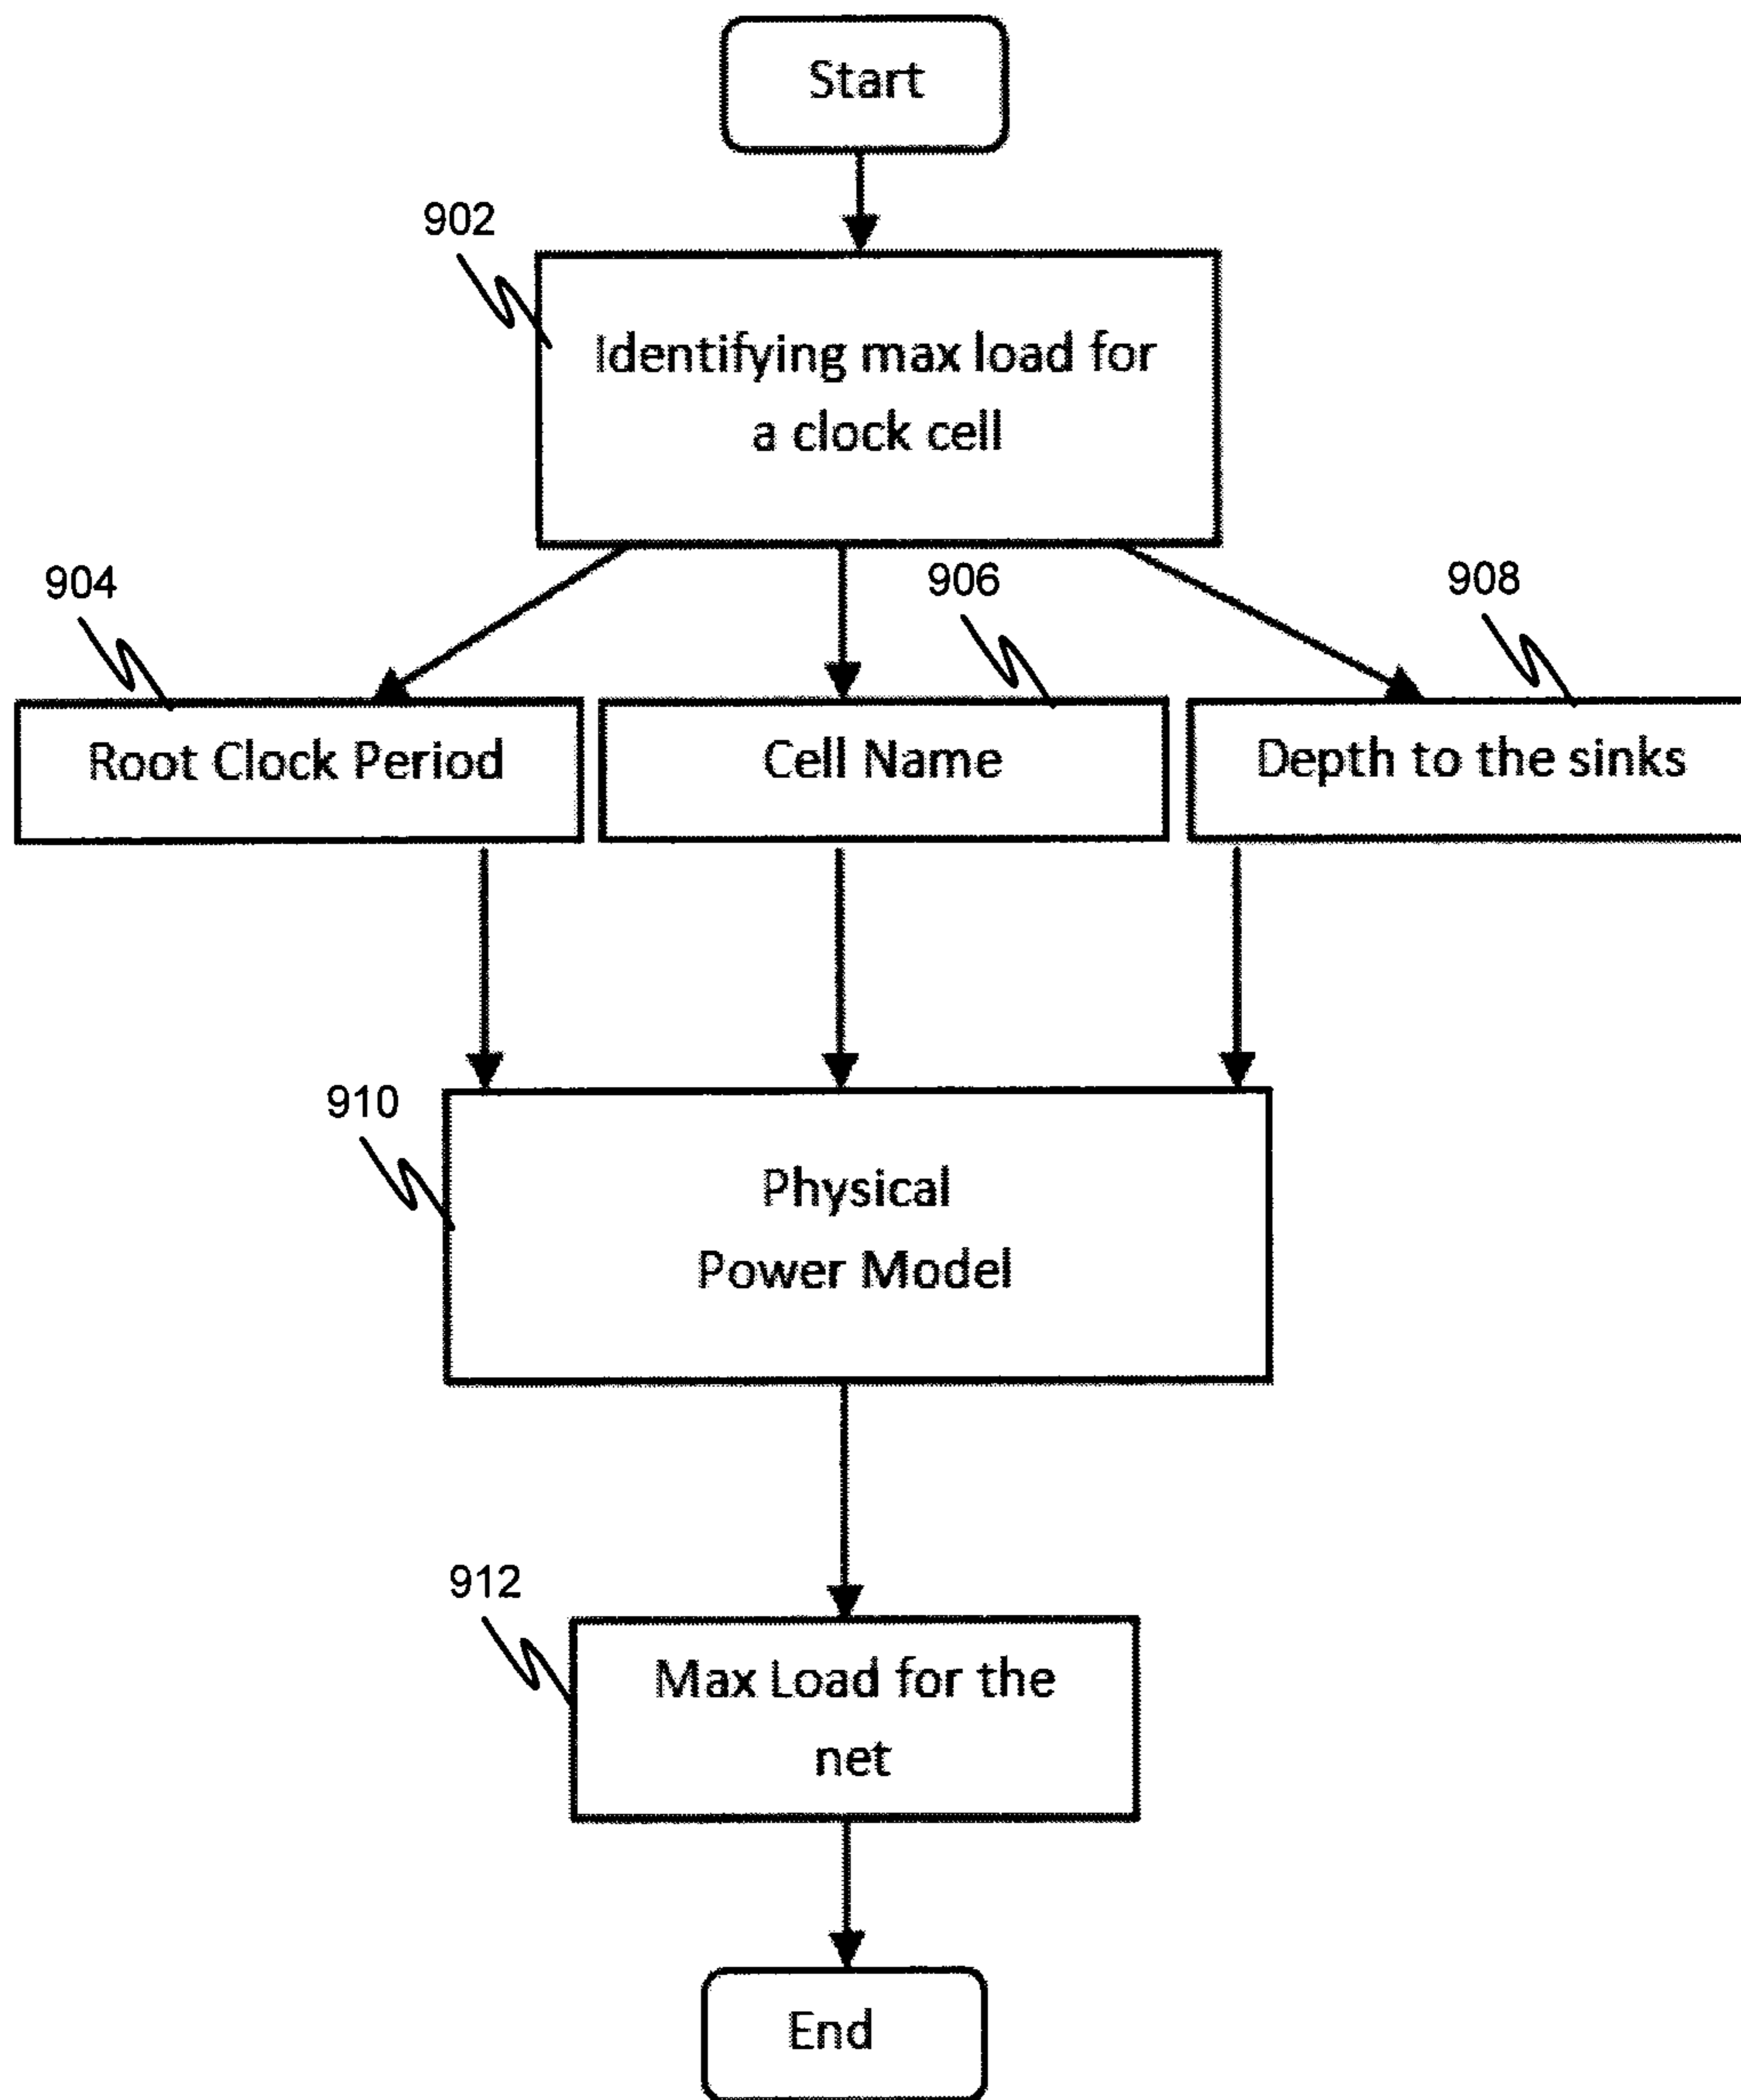 Start
902
Identifying max load for
a clock cell
904
906
908
Root Clock Period
Cell Name
Depth to the sinks
910
Physical
Power Model
912
Max Load for the
net
End